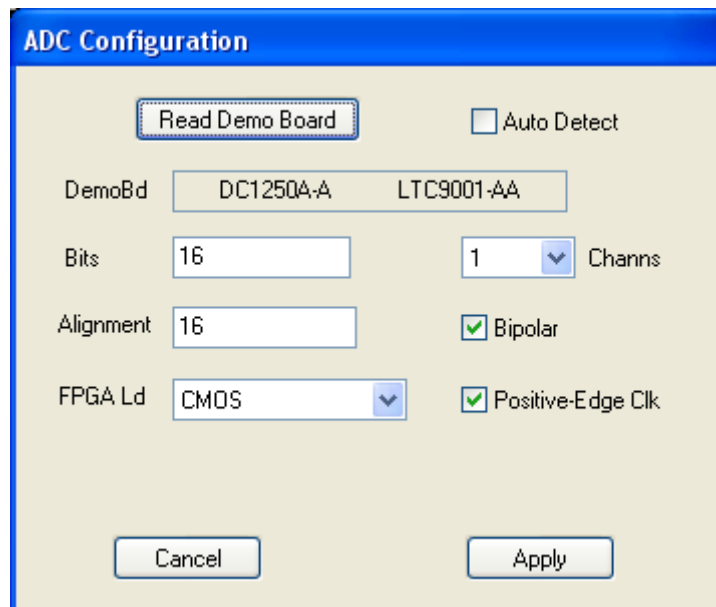 ADC Configuration
Read Demo Board Auto Detect
DemoBd DC1250A-A LTC9001-AA
Bits 16 1 Channs
Alignment 16 Bipolar
FPGA Ld CMOS Positive-Edge Clk
Cancel Apply